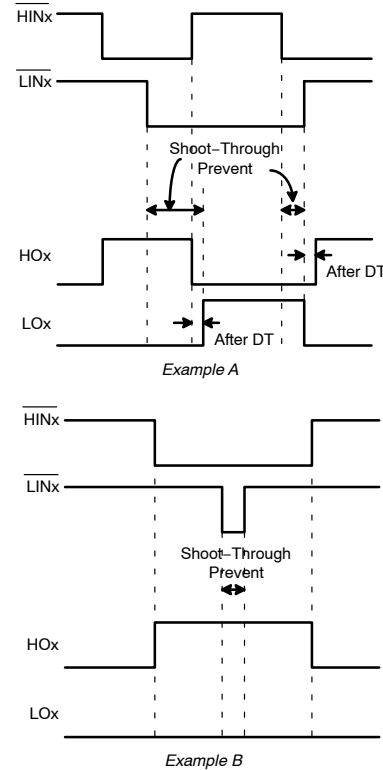 HINx
LINx
Shoot−Through
Prevent
HOx
After DT
LOx
After DT
Example A
HINx
LINx
Shoot−Through
Prevent
HOx
LOx
Example B